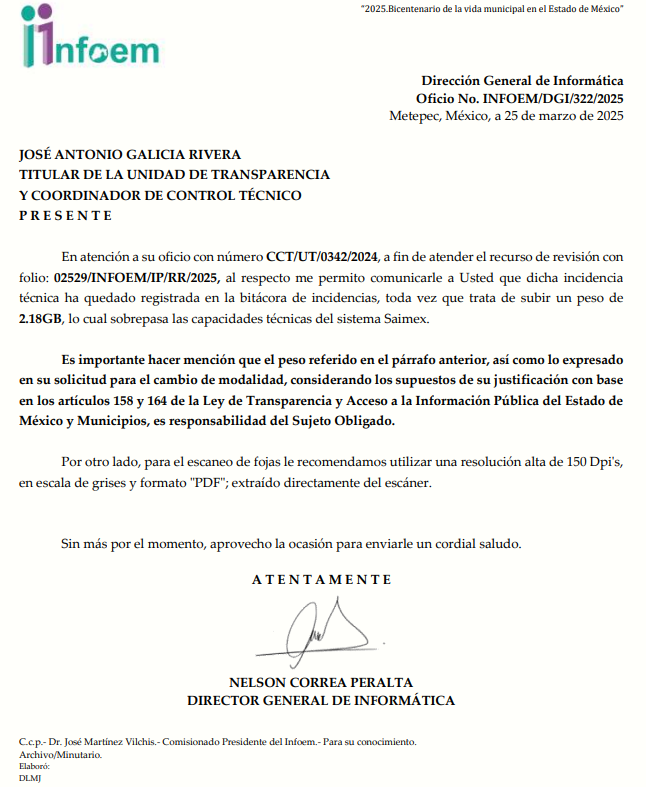 "2025.Bicentenario de la vida municipal en el Estado de México"
infoem
Dirección General de Informática
Oficio No. INFOEM/DGI/322/2025
Metepec, México, a 25 de marzo de 2025
JOSÉ ANTONIO GALICIA RIVERA
TITULAR DE LA UNIDAD DE TRANSPARENCIA
Y COORDINADOR DE CONTROL TÉCNICO
P R E S E N T E
En atención a su oficio con número CCT/UT/0342/2024, a fin de atender el recurso de revisión con
folio: 02529/INFOEM/IP/RR/2025, al respecto me permito comunicarle a Usted que dicha incidencia
técnica ha quedado registrada en la bitácora de incidencias, toda vez que trata de subir un peso de
2.18GB, lo cual sobrepasa las capacidades técnicas del sistema Saimex.
Es importante hacer mención que el peso referido en el párrafo anterior, así como lo expresado
en su solicitud para el cambio de modalidad, considerando los supuestos de su justificación con base
en los artículos 158 y 164 de la Ley de Transparencia y Acceso a la Información Pública del Estado de
México y Municipios, es responsabilidad del Sujeto Obligado.
Por otro lado, para el escaneo de fojas le recomendamos utilizar una resolución alta de 150 Dpi's,
en escala de grises y formato "PDF"; extraído directamente del escáner.
Sin más por el momento, aprovecho la ocasión para enviarle un cordial saludo.
A T E N T A M E N T E
NELSON CORREA PERALTA
DIRECTOR GENERAL DE INFORMÁTICA
C.c.p.- Dr. José Martínez Vilchis.- Comisionado Presidente del Infoem.- Para su conocimiento.
Archivo/Minutario.
Elaboró:
DLMJ